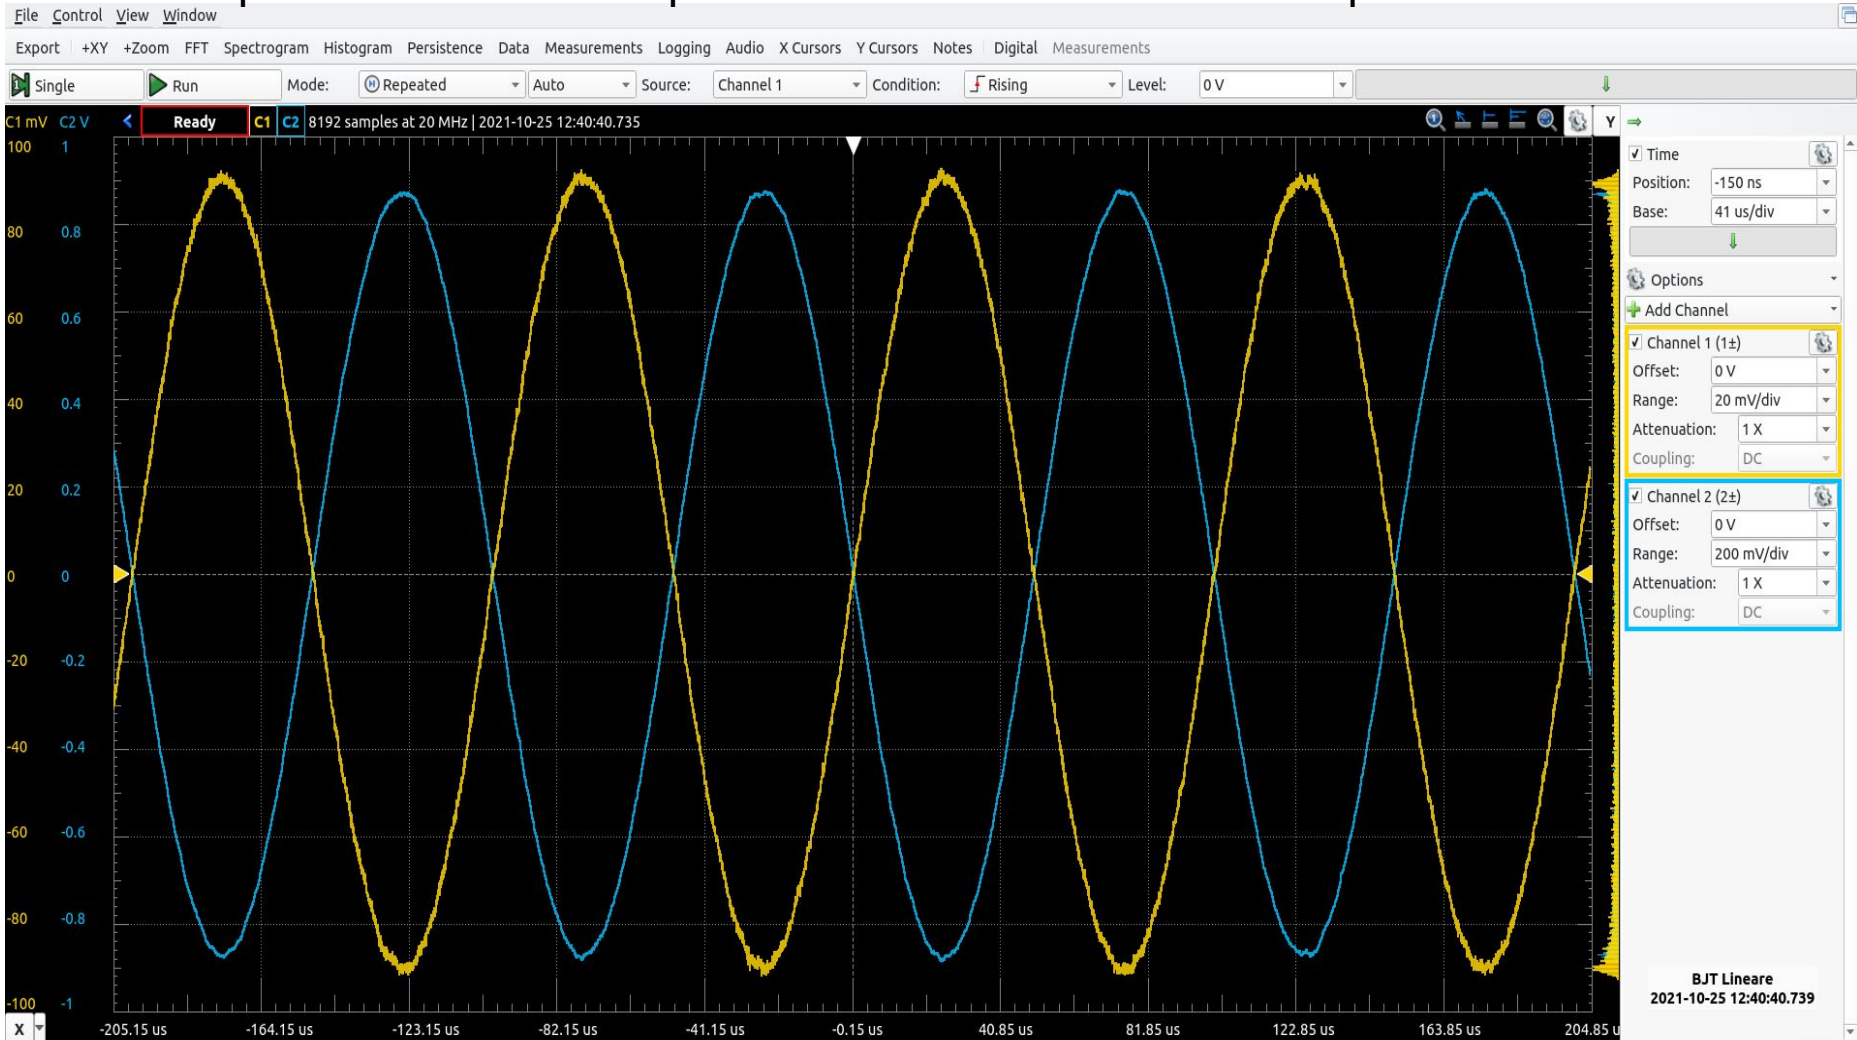 File Control View Window
Export +XY +Zoom FFT Spectrogram Histogram Persistence Data Measurements Logging Audio X Cursors Y Cursors Notes Digital Measurements
Single Run Mode: Repeated Auto Source: Channel 1 Condition: Rising Level: 0 V
C1 mV C2 V Ready C1 C2 8192 samples at 20 MHz | 2021-10-25 12:40:40.735 Y
100 1
80 0.8
60 0.6
40 0.4
20 0.2
0 0
-20 -0.2
-40 -0.4
-60 -0.6
-80 -0.8
-100 -1
X -205.15 us -164.15 us -123.15 us -82.15 us -41.15 us -0.15 us 40.85 us 81.85 us 122.85 us 163.85 us 204.85 u
Time
Position: -150 ns
Base: 41 us/div
Options
Add Channel
Channel 1 (1±)
Offset: 0 V
Range: 20 mV/div
Attenuation: 1 X
Coupling: DC
Channel 2 (2±)
Offset: 0 V
Range: 200 mV/div
Attenuation: 1 X
Coupling: DC
BJT Lineare
2021-10-25 12:40:40.739